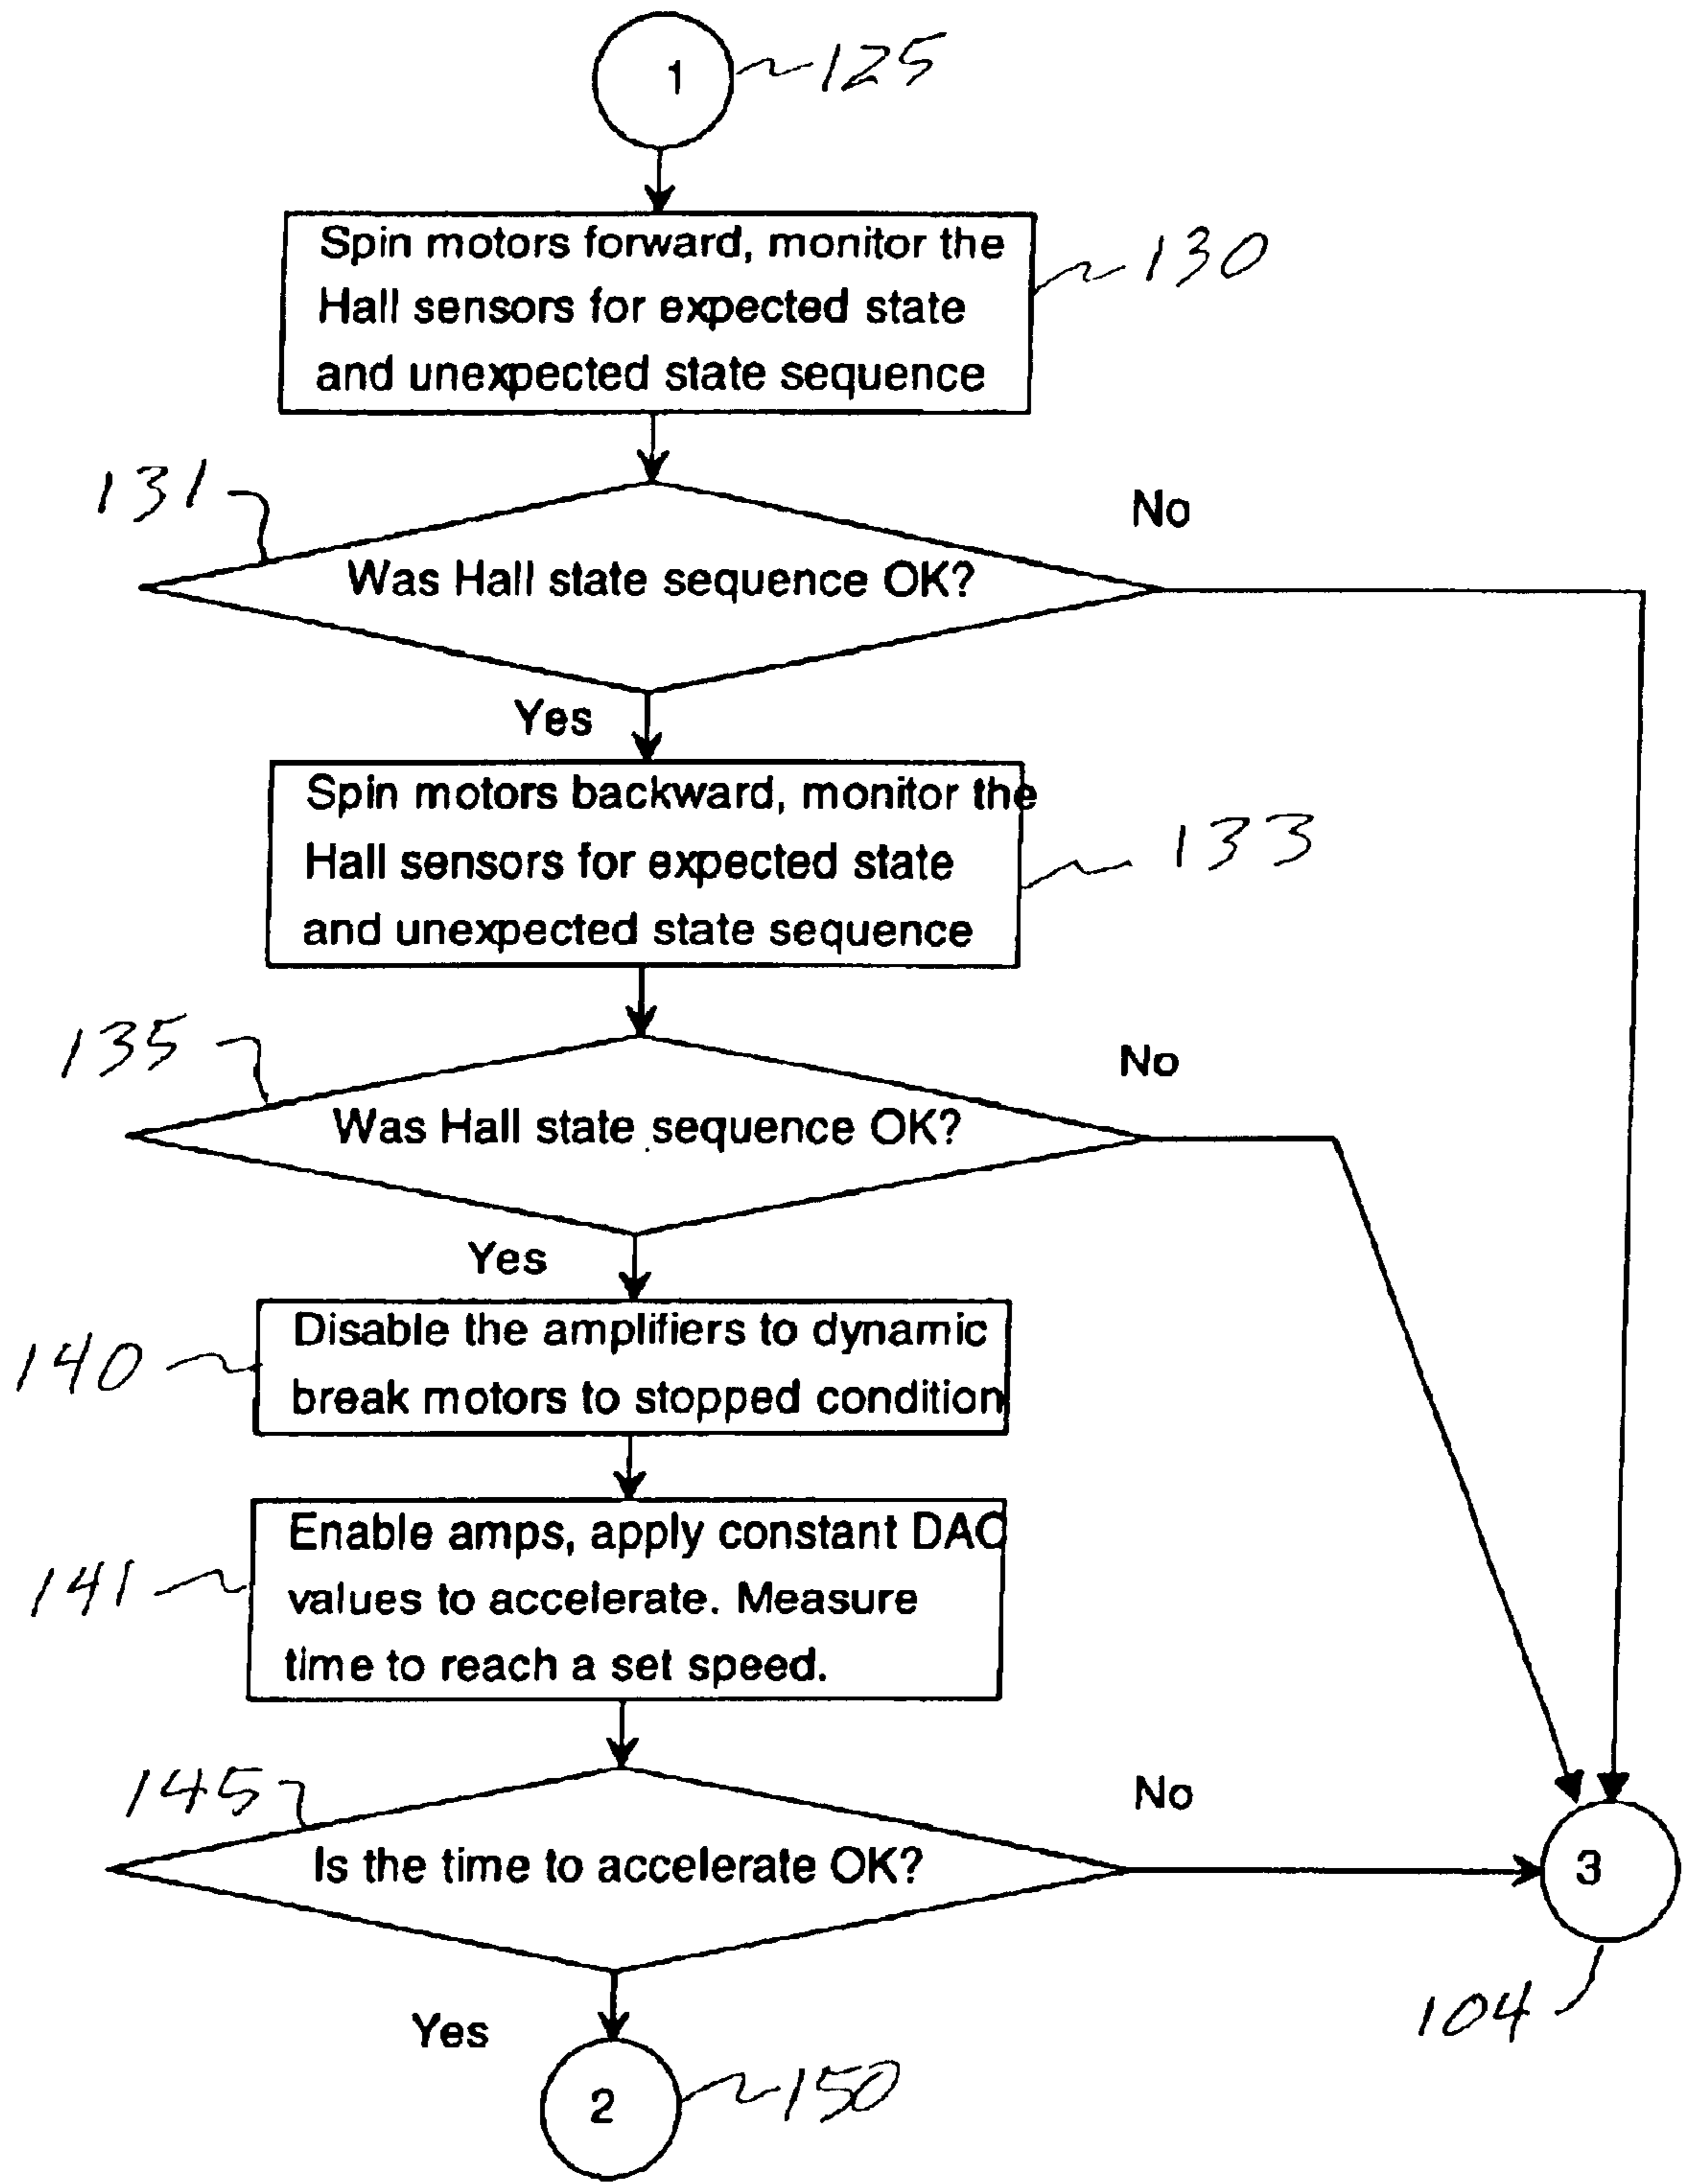 1
125
Spin motors forward, monitor the
Hall sensors for expected state
and unexpected state sequence
130
131
No
Was Hall state sequence OK?
Yes
Spin motors backward, monitor the
Hall sensors for expected state
and unexpected state sequence
133
135
No
Was Hall state sequence OK?
Yes
Disable the amplifiers to dynamic
break motors to stopped condition
140
Enable amps, apply constant DAC
values to accelerate. Measure
time to reach a set speed.
141
145
No
Is the time to accelerate OK?
3
104
Yes
2
150